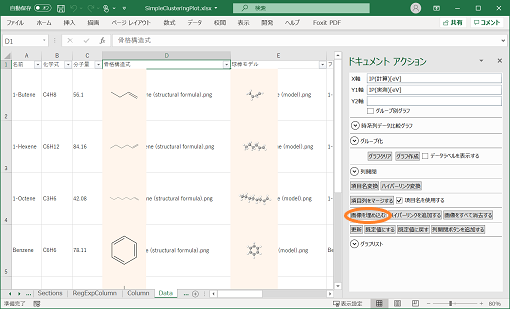 自動保存 オフ SimpleClusteringPlot.xlsx 検索
ファイル ホーム 挿入 ページ レイアウト 数式 データ 校閲 表示 開発 ヘルプ Foxit PDF 共有 コメント
D1 fx 骨格構造式
A B C D E
1 名前 化学式 分子量 骨格構造式 球棒モデル
2 1-Butene C4H8 56.1 ne (structural formula).png ne (model).png
3 1-Hexene C6H12 84.16 ne (structural formula).png ne (model).png
4 1-Octene C3H6 42.08 ne (structural formula).png ne (model).png
5 Benzene C6H6 78.11 ne (structural formula).png ne (model).png
Sections RegExpColumn Column Data
準備完了 表示設定 80%
ドキュメント アクション
X軸 IP(計算)[eV]
Y1軸 IP(実測)[eV]
Y2軸
グループ別グラフ
時系列データ比較グラフ
グループ化
グラフクリア グラフ作成 データラベルを表示する
列関連
項目名変換 ハイパーリンク変換
項目列をマージする 項目名を使用する
画像を埋め込む ハイパーリンクを追加する 画像をすべて消去する
更新 既定値にする 既定値に戻す 列関連ボタンを追加する
グラフリスト